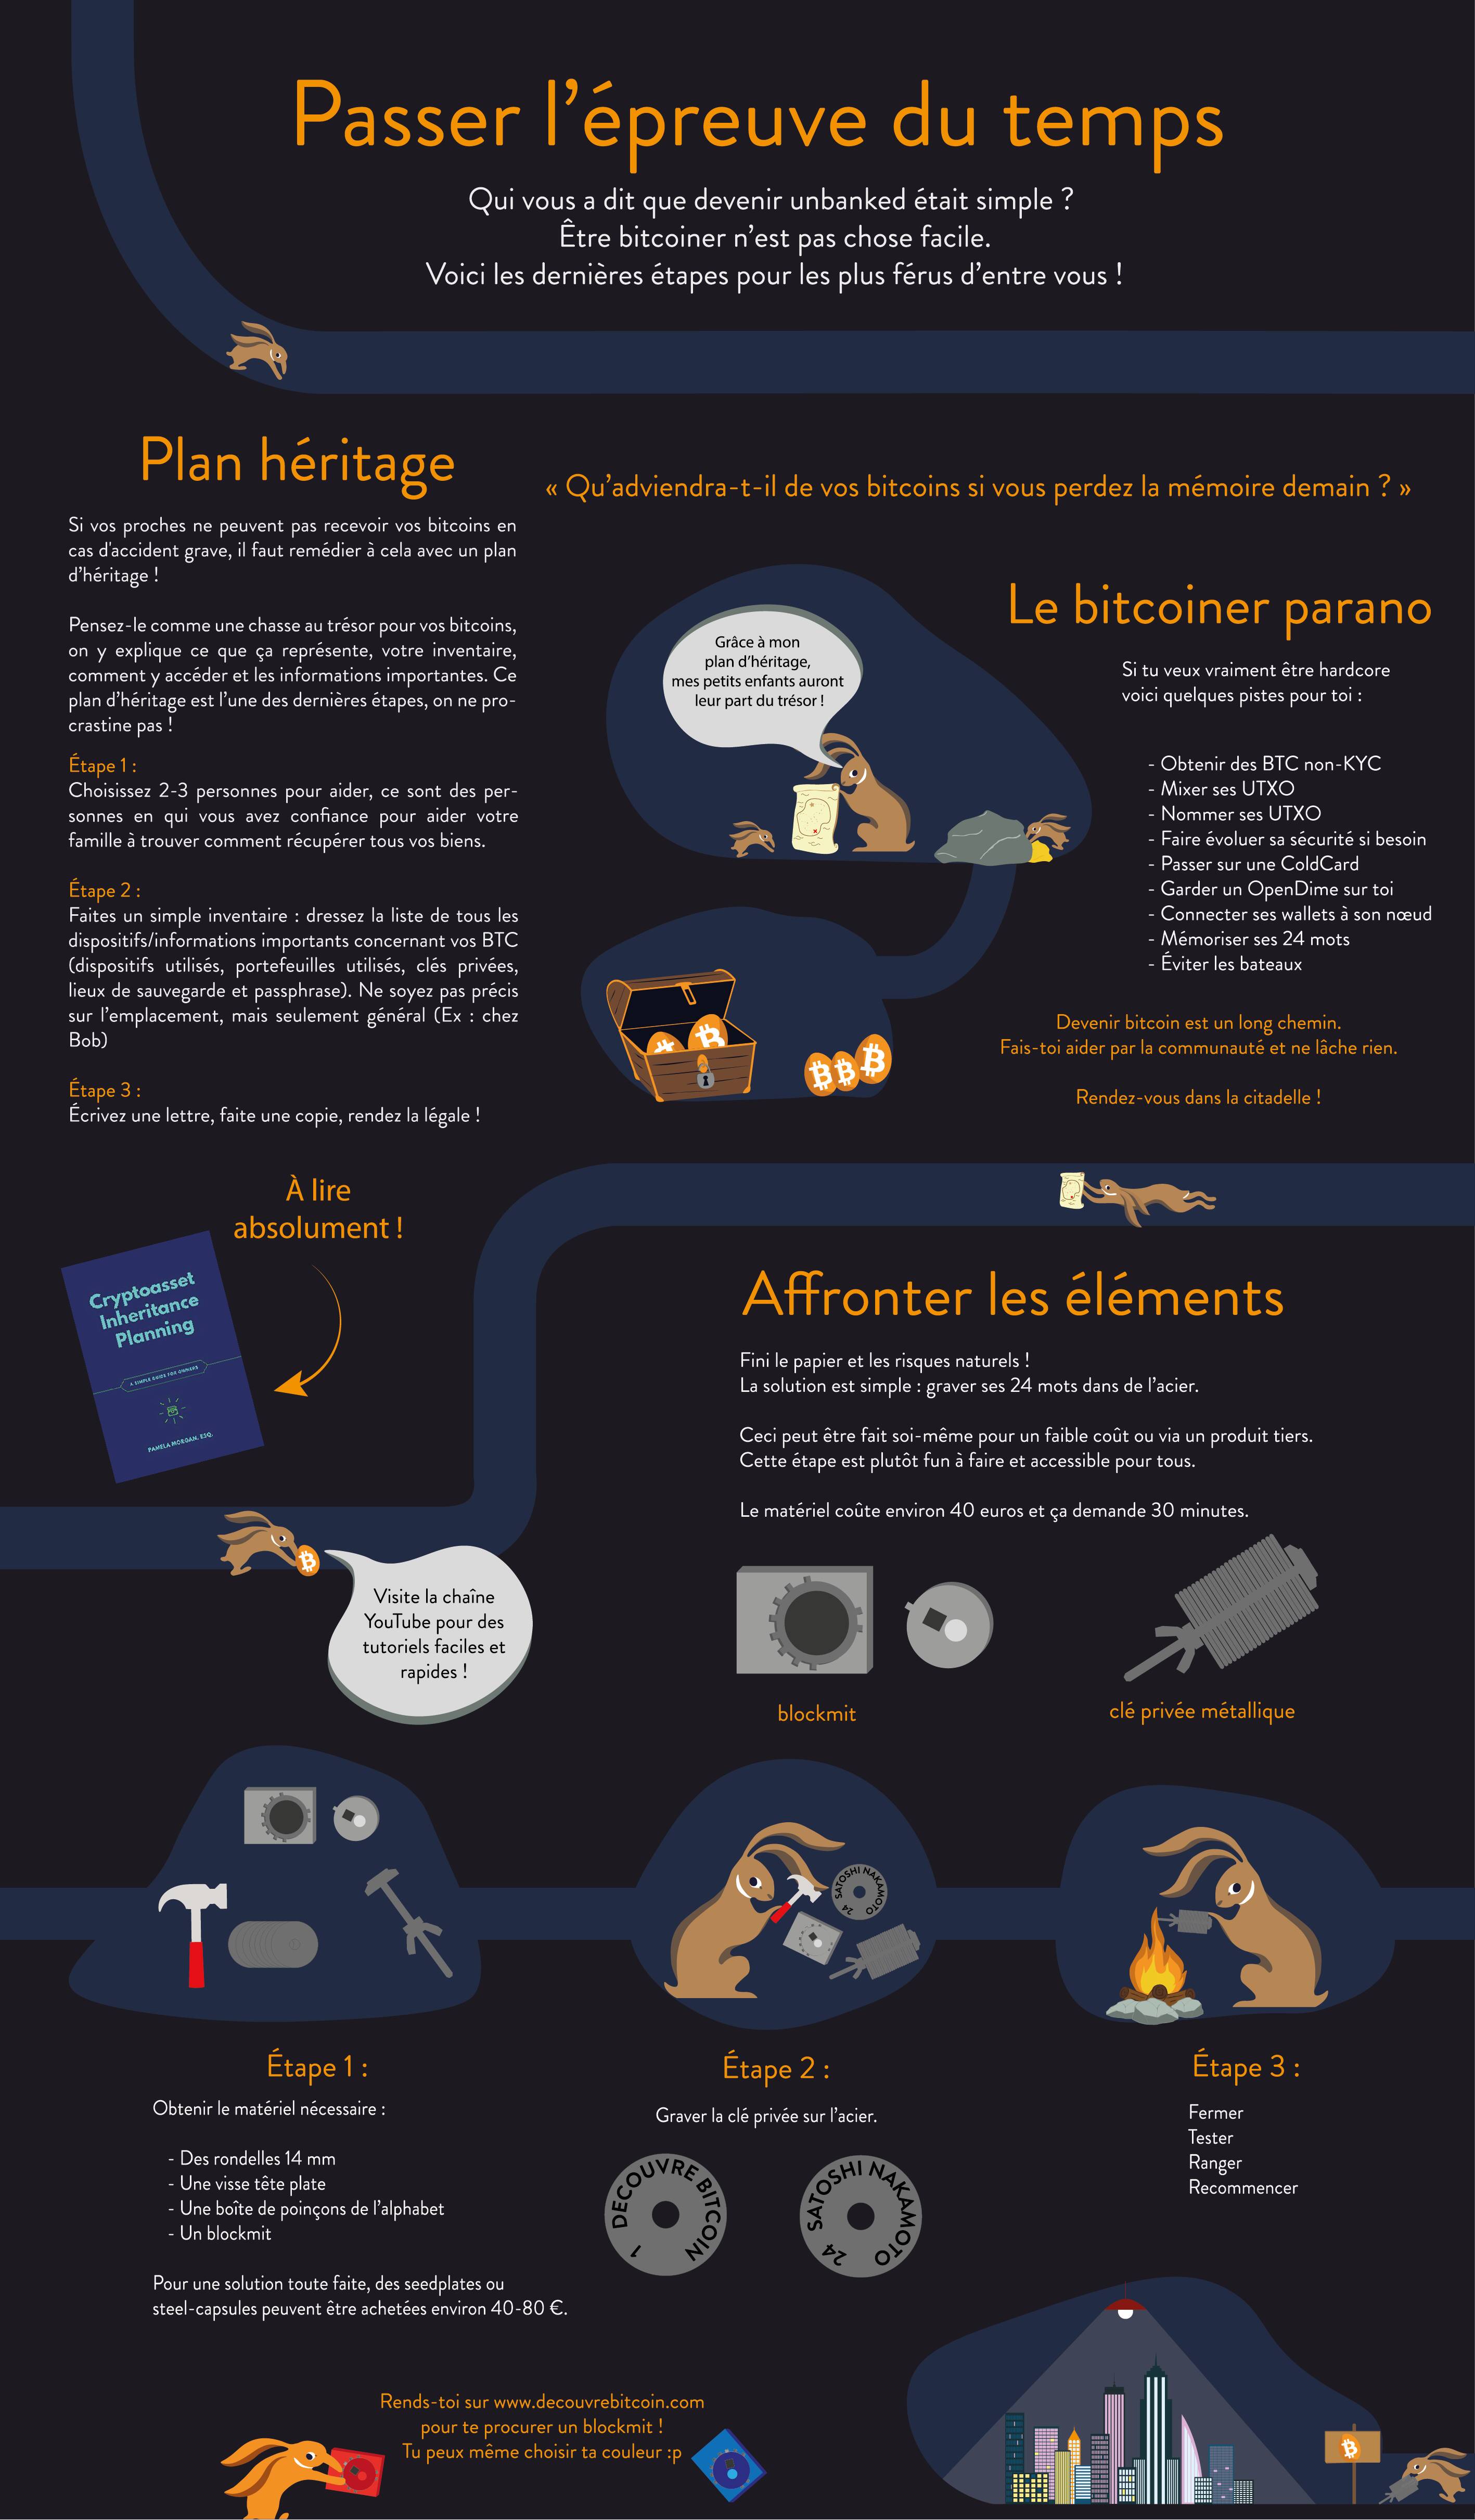 Passer l'épreuve du temps
Qui vous a dit que devenir unbanked était simple ?
Être bitcoiner n'est pas chose facile.
Voici les dernières étapes pour les plus férus d'entre vous !
Plan héritage
« Qu'adviendra-t-il de vos bitcoins si vous perdez la mémoire demain ? »
Si vos proches ne peuvent pas recevoir vos bitcoins en
cas d'accident grave, il faut remédier à cela avec un plan
d'héritage !
Pensez-le comme une chasse au trésor pour vos bitcoins,
on y explique ce que ça représente, votre inventaire,
comment y accéder et les informations importantes. Ce
plan d'héritage est l'une des dernières étapes, on ne pro-
crastine pas !
Étape 1 :
Choisissez 2-3 personnes pour aider, ce sont des per-
sonnes en qui vous avez confiance pour aider votre
famille à trouver comment récupérer tous vos biens.
Étape 2 :
Faites un simple inventaire : dressez la liste de tous les
dispositifs/informations importants concernant vos BTC
(dispositifs utilisés, portefeuilles utilisés, clés privées,
lieux de sauvegarde et passphrase). Ne soyez pas précis
sur l'emplacement, mais seulement général (Ex : chez
Bob)
Étape 3 :
Écrivez une lettre, faite une copie, rendez la légale !
Grâce à mon
plan d'héritage,
mes petits enfants auront
leur part du trésor !
Le bitcoiner parano
Si tu veux vraiment être hardcore
voici quelques pistes pour toi :
- Obtenir des BTC non-KYC
- Mixer ses UTXO
- Nommer ses UTXO
- Faire évoluer sa sécurité si besoin
- Passer sur une ColdCard
- Garder un OpenDime sur toi
- Connecter ses wallets à son nœud
- Mémoriser ses 24 mots
- Éviter les bateaux
Devenir bitcoin est un long chemin.
Fais-toi aider par la communauté et ne lâche rien.
Rendez-vous dans la citadelle !
À lire
absolument !
Cryptoasset
Inheritance
Planning
A SIMPLE GUIDE FOR OWNERS
PAMELA MORGAN, ESQ.
Affronter les éléments
Fini le papier et les risques naturels !
La solution est simple : graver ses 24 mots dans de l'acier.
Ceci peut être fait soi-même pour un faible coût ou via un produit tiers.
Cette étape est plutôt fun à faire et accessible pour tous.
Le matériel coûte environ 40 euros et ça demande 30 minutes.
Visite la chaîne
YouTube pour des
tutoriels faciles et
rapides !
blockmit
clé privée métallique
SATOSHI NAKAMOTO
24
Étape 1 :
Obtenir le matériel nécessaire :
- Des rondelles 14 mm
- Une visse tête plate
- Une boîte de poinçons de l'alphabet
- Un blockmit
Pour une solution toute faite, des seedplates ou
steel-capsules peuvent être achetées environ 40-80 €.
Étape 2 :
Graver la clé privée sur l'acier.
DECOUVRE BITCOIN
1
SATOSHI NAKAMOTO
24
Étape 3 :
Fermer
Tester
Ranger
Recommencer
Rends-toi sur www.decouvrebitcoin.com
pour te procurer un blockmit !
Tu peux même choisir ta couleur :p